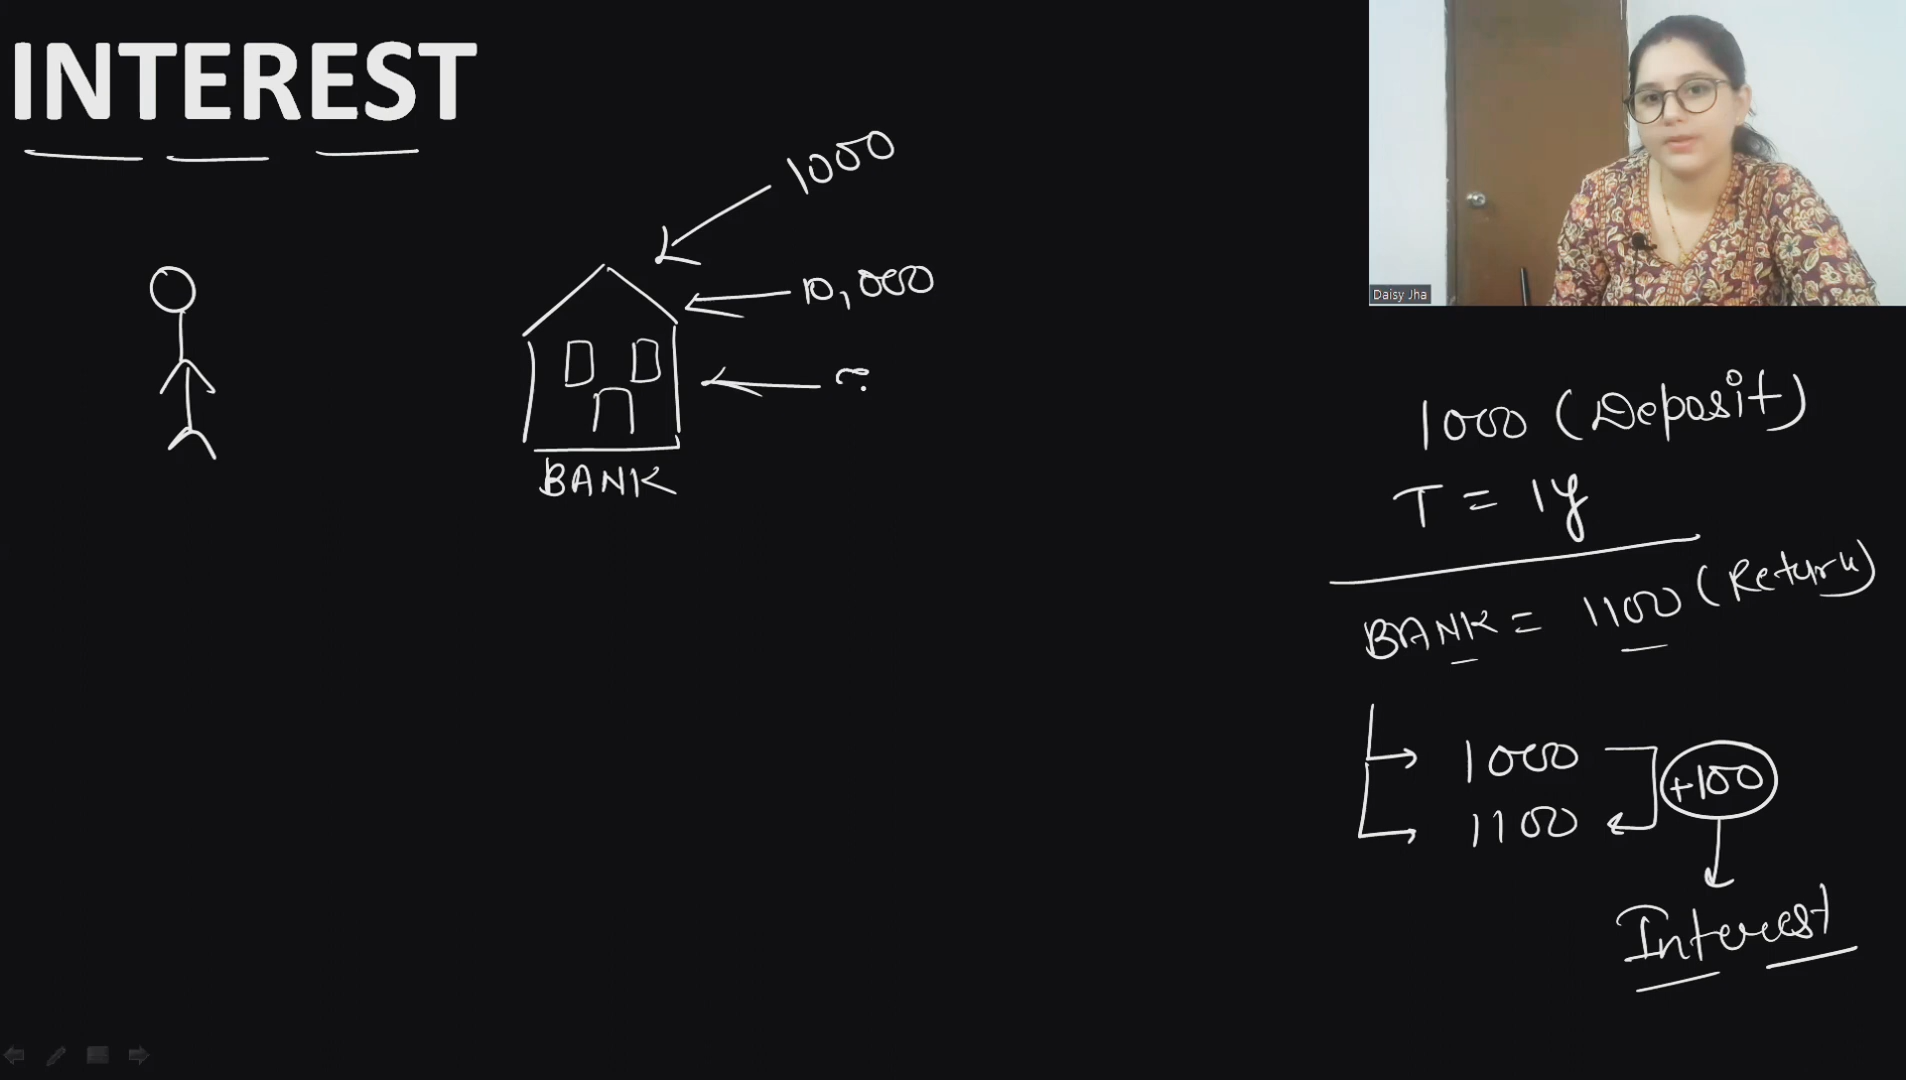 INTEREST
1000
10,000
?
BANK
Daisy Jha
1000 (Deposit)
T = 1y
BANK = 1100 (Return)
1000
+100
1100
Interest